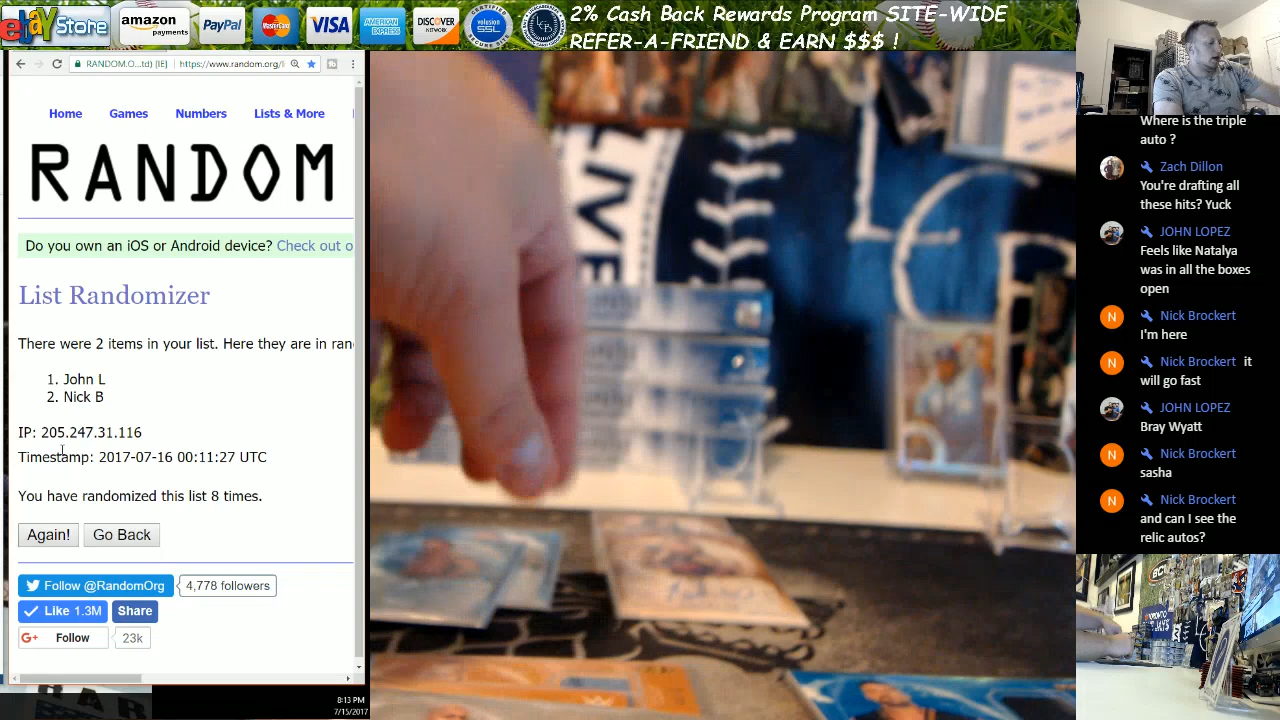 ebay Store
amazon payments
PayPal
MasterCard
VISA
AMERICAN EXPRESS
DISCOVER NETWORK
volusion SSL
2% Cash Back Rewards Program SITE-WIDE
REFER-A-FRIEND & EARN $$$ !
RANDOM.O...td) [IE] https://www.random.org/l
Home Games Numbers Lists & More
RANDOM
Do you own an iOS or Android device? Check out o
List Randomizer
There were 2 items in your list. Here they are in ran
1. John L
2. Nick B
IP: 205.247.31.116
Timestamp: 2017-07-16 00:11:27 UTC
You have randomized this list 8 times.
Again! Go Back
Follow @RandomOrg 4,778 followers
Like 1.3M Share
G+ Follow 23k
8:13 PM
7/15/2017
LIVE
Where is the triple
auto ?
Zach Dillon
You're drafting all
these hits? Yuck
JOHN LOPEZ
Feels like Natalya
was in all the boxes
open
N Nick Brockert
I'm here
N Nick Brockert it
will go fast
JOHN LOPEZ
Bray Wyatt
N Nick Brockert
sasha
N Nick Brockert
and can I see the
relic autos?